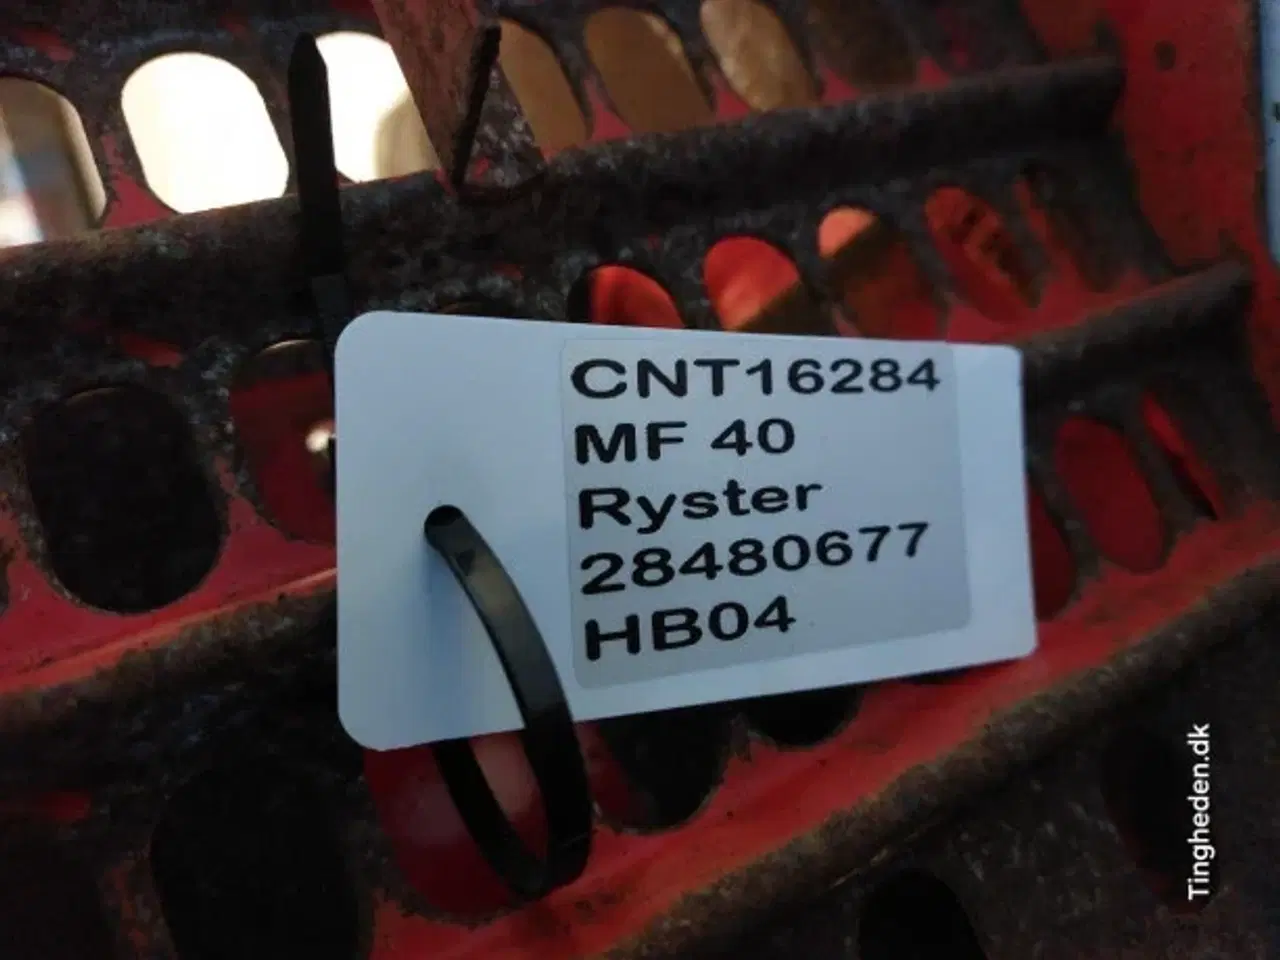 CNT16284
MF 40
Ryster
28480677
HB04
Tingheden.dk